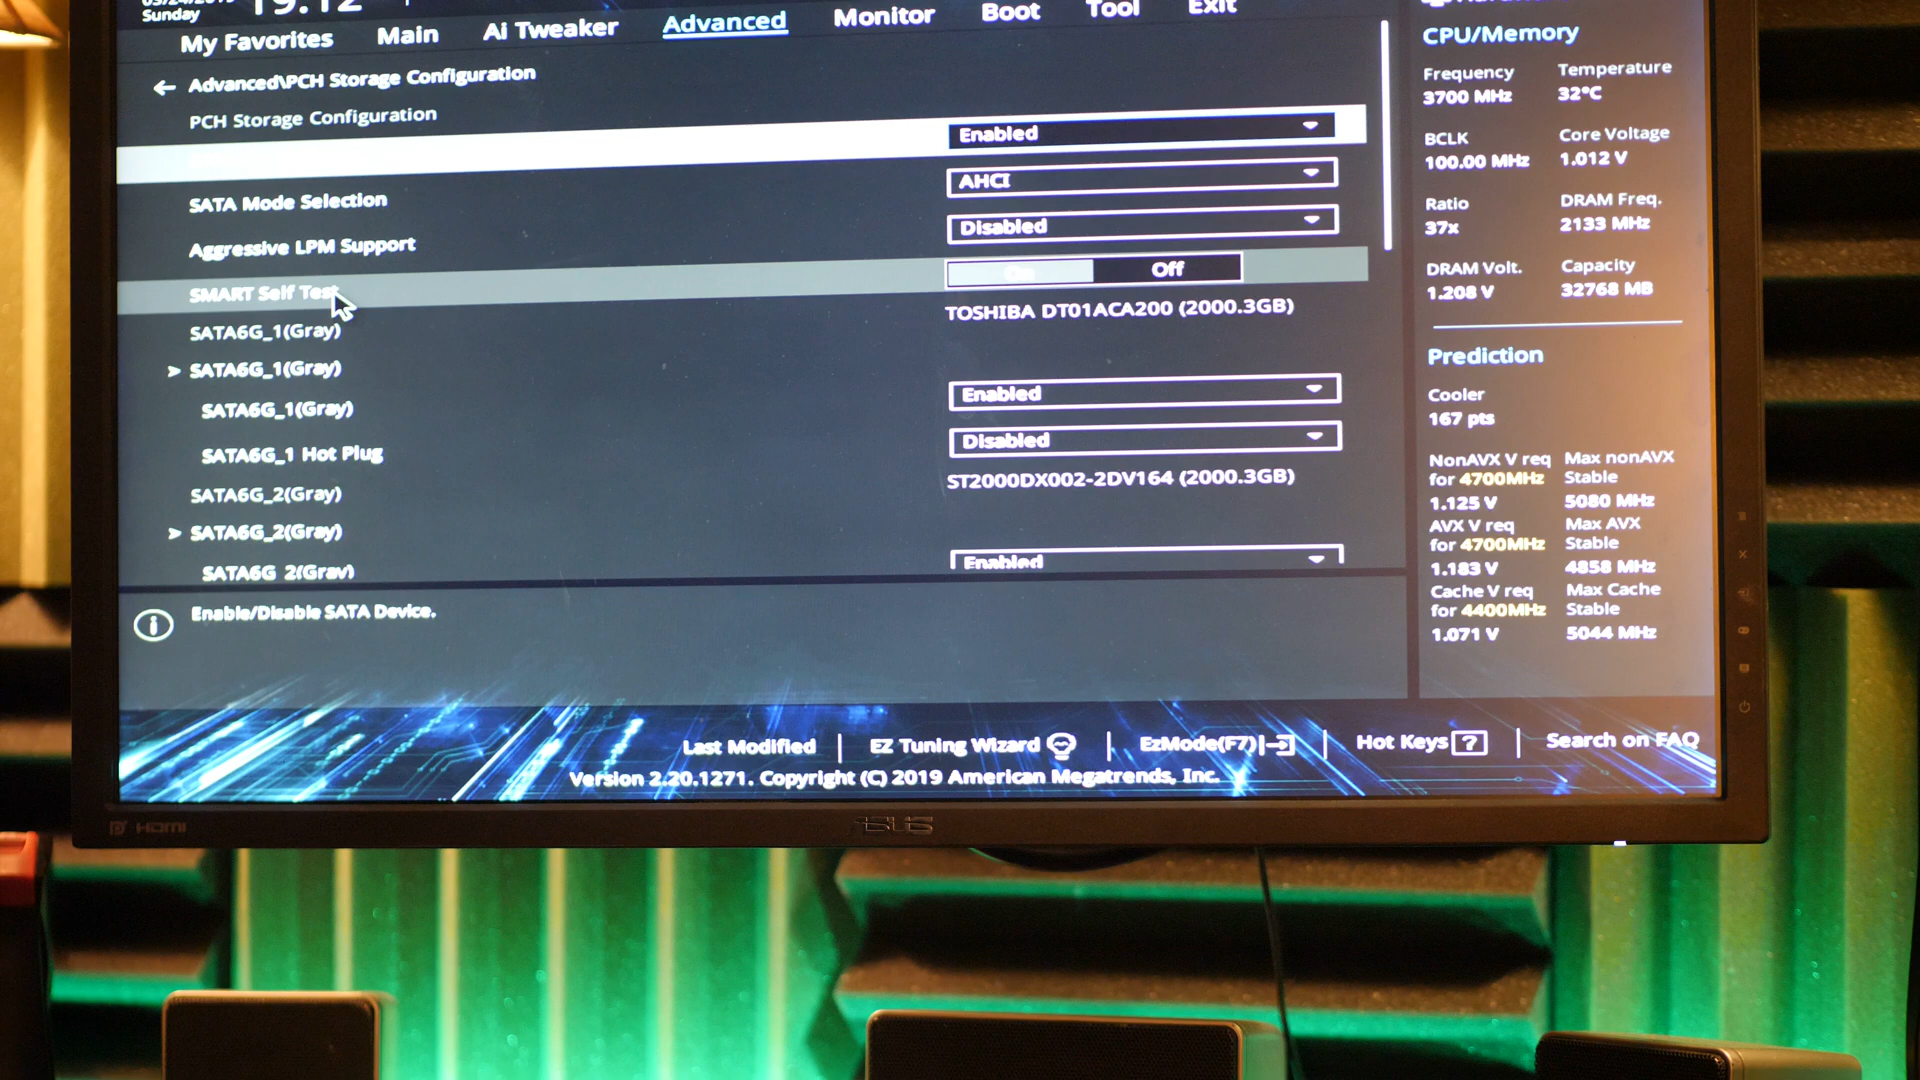 Sunday
19:12
My Favorites Main Ai Tweaker Advanced Monitor Boot Tool Exit
← Advanced\PCH Storage Configuration
PCH Storage Configuration
Enabled
SATA Mode Selection AHCI
Aggressive LPM Support Disabled
SMART Self Test On Off
SATA6G_1(Gray) TOSHIBA DT01ACA200 (2000.3GB)
> SATA6G_1(Gray)
SATA6G_1(Gray) Enabled
SATA6G_1 Hot Plug Disabled
SATA6G_2(Gray) ST2000DX002-2DV164 (2000.3GB)
> SATA6G_2(Gray)
SATA6G_2(Gray) Enabled
Enable/Disable SATA Device.
CPU/Memory
Frequency Temperature
3700 MHz 32°C
BCLK Core Voltage
100.00 MHz 1.012 V
Ratio DRAM Freq.
37x 2133 MHz
DRAM Volt. Capacity
1.208 V 32768 MB
Prediction
Cooler
167 pts
NonAVX V req Max nonAVX
for 4700MHz Stable
1.125 V 5080 MHz
AVX V req Max AVX
for 4700MHz Stable
1.183 V 4858 MHz
Cache V req Max Cache
for 4400MHz Stable
1.071 V 5044 MHz
Last Modified | EZ Tuning Wizard | EzMode(F7) | Hot Keys ? | Search on FAQ
Version 2.20.1271. Copyright (C) 2019 American Megatrends, Inc.
HDMI
ASUS